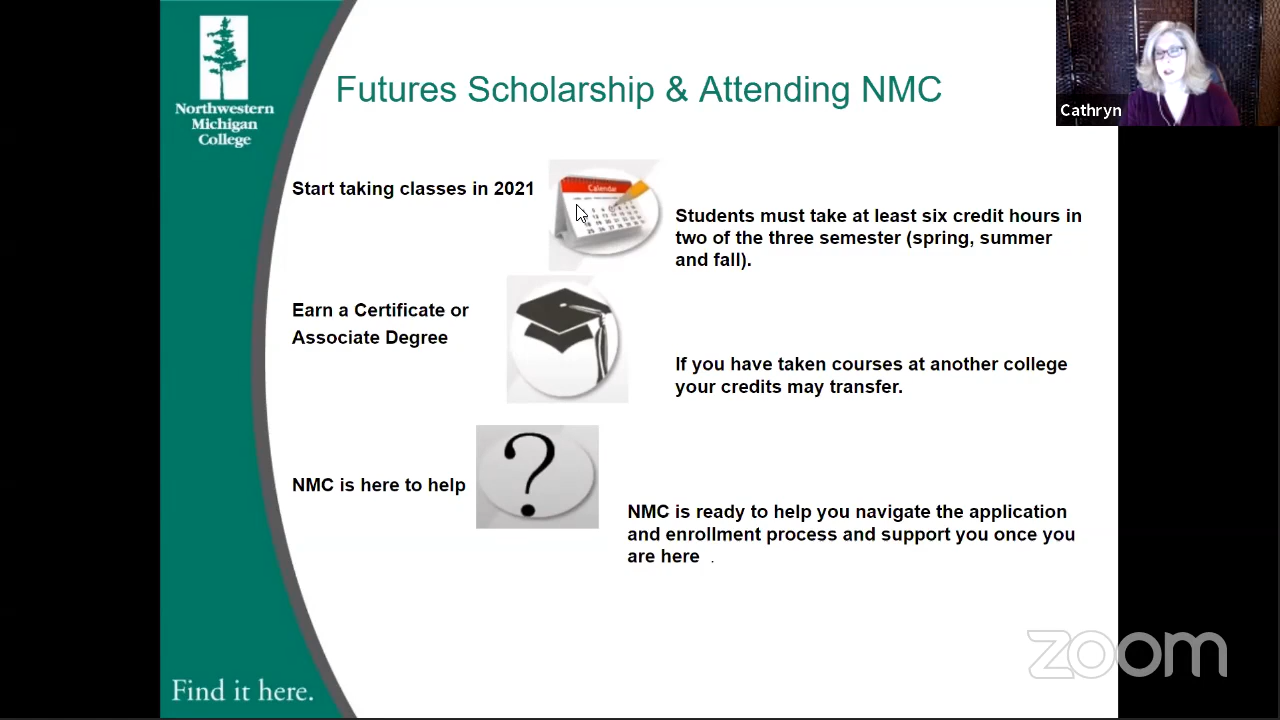 Northwestern
Michigan
College
Futures Scholarship & Attending NMC
Cathryn
Start taking classes in 2021
Calendar
Students must take at least six credit hours in
two of the three semester (spring, summer
and fall).
Earn a Certificate or
Associate Degree
If you have taken courses at another college
your credits may transfer.
NMC is here to help
?
NMC is ready to help you navigate the application
and enrollment process and support you once you
are here .
zoom
Find it here.